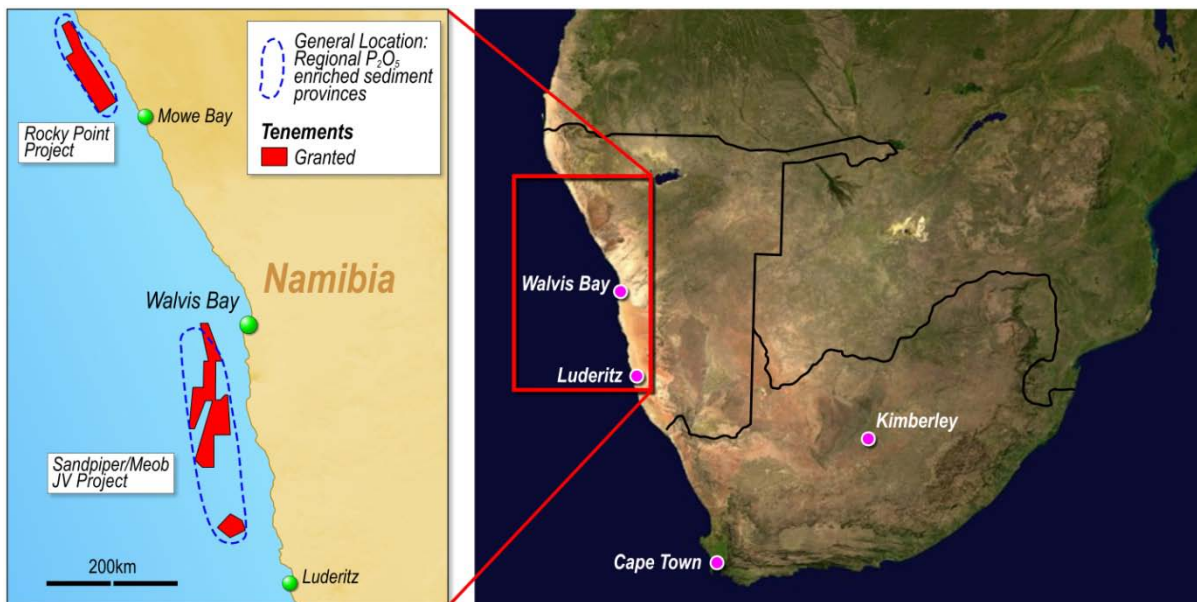 General Location:
Regional P₂O₅
enriched sediment
provinces
Tenements
Granted
Mowe Bay
Rocky Point
Project
Namibia
Walvis Bay
Sandpiper/Meob
JV Project
200km
Luderitz
Walvis Bay
Luderitz
Kimberley
Cape Town